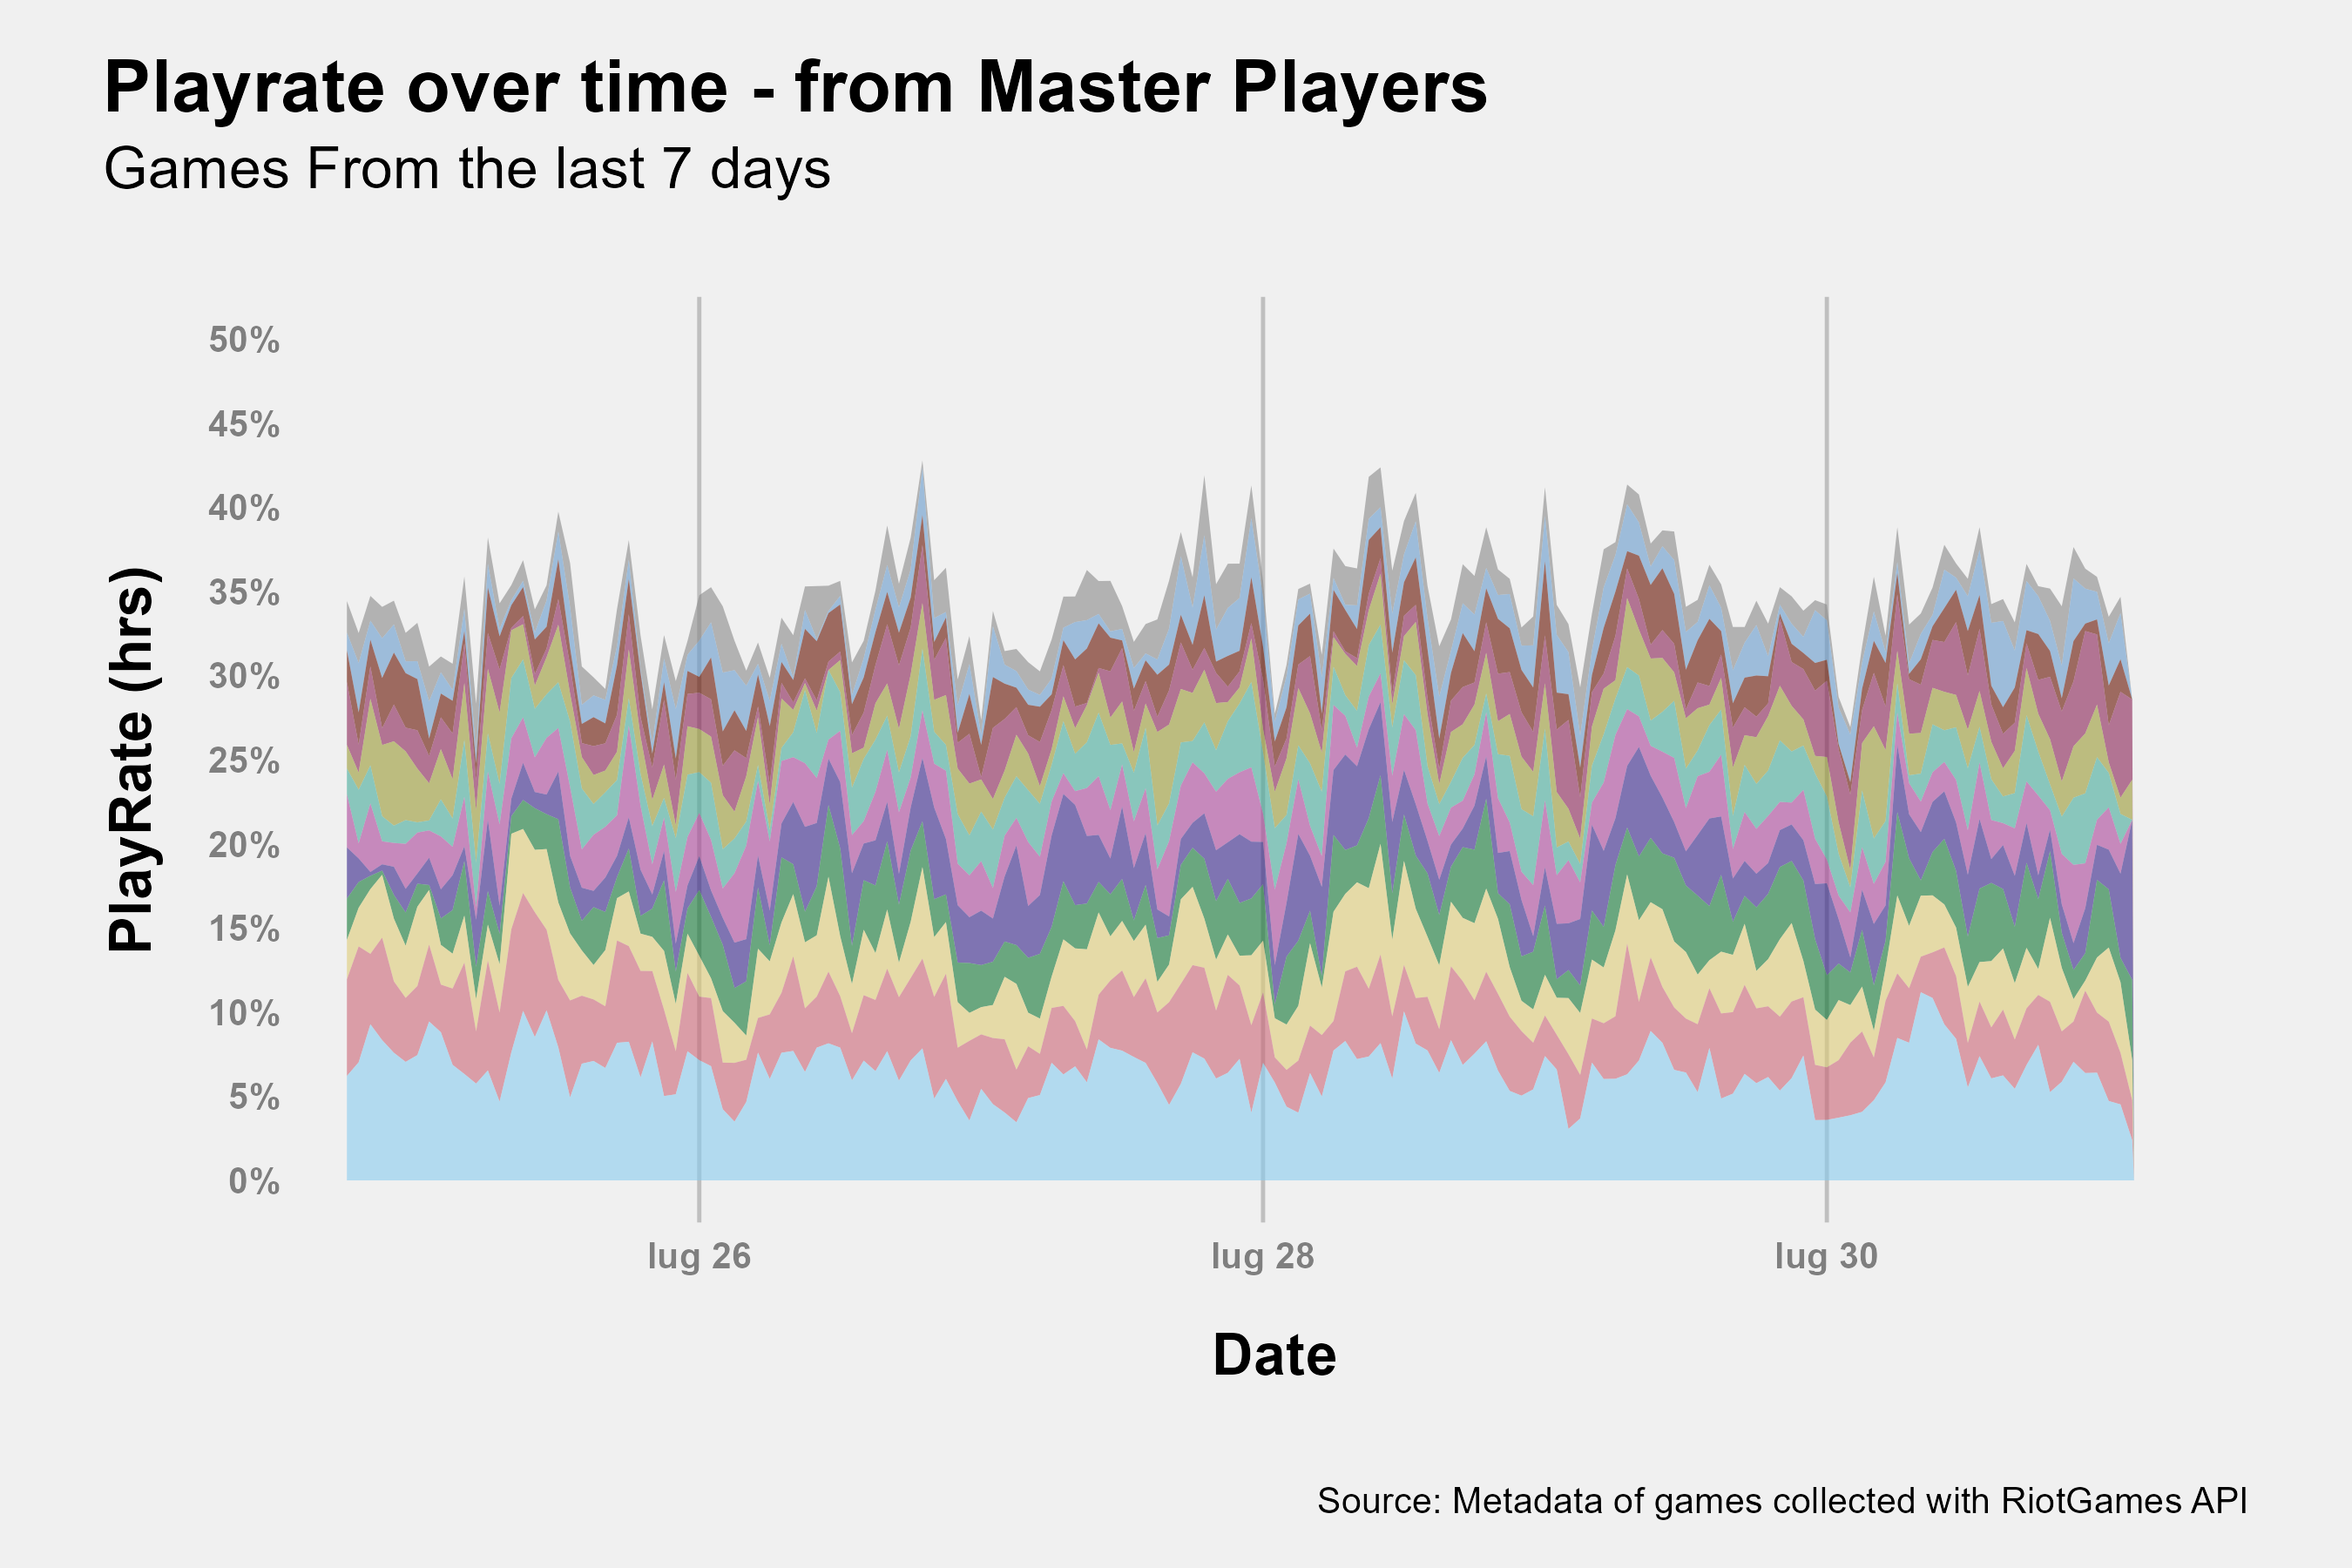 Playrate over time - from Master Players
Games From the last 7 days
50%
45%
40%
35%
30%
25%
20%
15%
10%
5%
0%
PlayRate (hrs)
lug 26
lug 28
lug 30
Date
Source: Metadata of games collected with RiotGames API